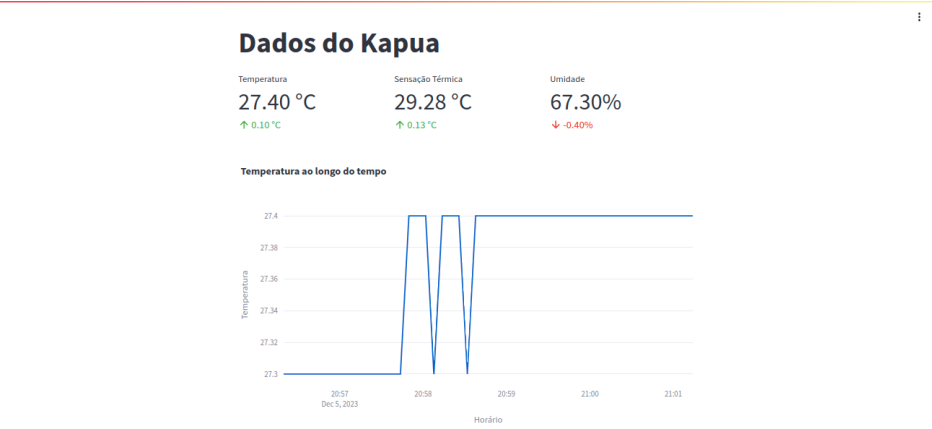 Dados do Kapua
Temperatura
27.40 °C
↑ 0.10 °C
Sensação Térmica
29.28 °C
↑ 0.13 °C
Umidade
67.30%
↓ -0.40%
Temperatura ao longo do tempo
Temperatura
27.4
27.38
27.36
27.34
27.32
27.3
20:57
Dec 5, 2023
20:58
20:59
21:00
21:01
Horário